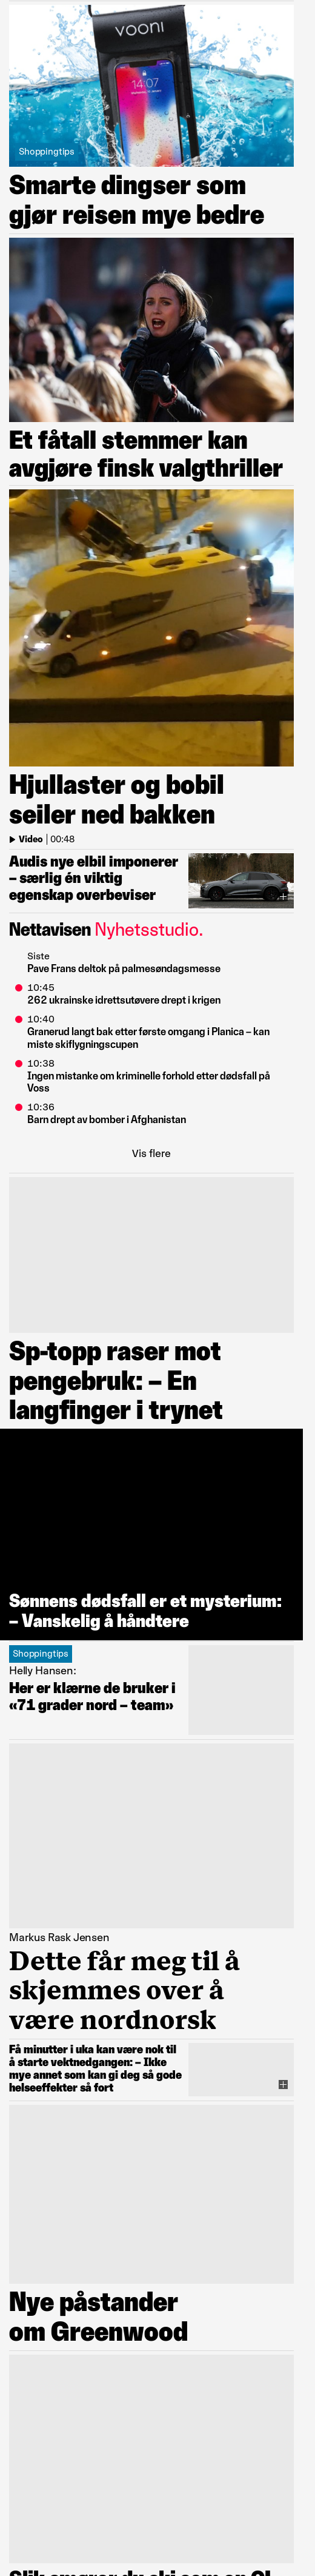 VOONI
14:07
Shoppingtips
Smarte dingser som
gjør reisen mye bedre
Et fåtall stemmer kan
avgjøre finsk valgthriller
Hjullaster og bobil
seiler ned bakken
Video | 00:48
Audis nye elbil imponerer
– særlig én viktig
egenskap overbeviser
Nettavisen Nyhetsstudio.
Siste
Pave Frans deltok på palmesøndagsmesse
10:45
262 ukrainske idrettsutøvere drept i krigen
10:40
Granerud langt bak etter første omgang i Planica – kan
miste skiflygningscupen
10:38
Ingen mistanke om kriminelle forhold etter dødsfall på
Voss
10:36
Barn drept av bomber i Afghanistan
Vis flere
Sp-topp raser mot
pengebruk: – En
langfinger i trynet
Sønnens dødsfall er et mysterium:
– Vanskelig å håndtere
Shoppingtips
Helly Hansen:
Her er klærne de bruker i
«71 grader nord – team»
Markus Rask Jensen
Dette får meg til å
skjemmes over å
være nordnorsk
Få minutter i uka kan være nok til
å starte vektnedgangen: – Ikke
mye annet som kan gi deg så gode
helseeffekter så fort
Nye påstander
om Greenwood